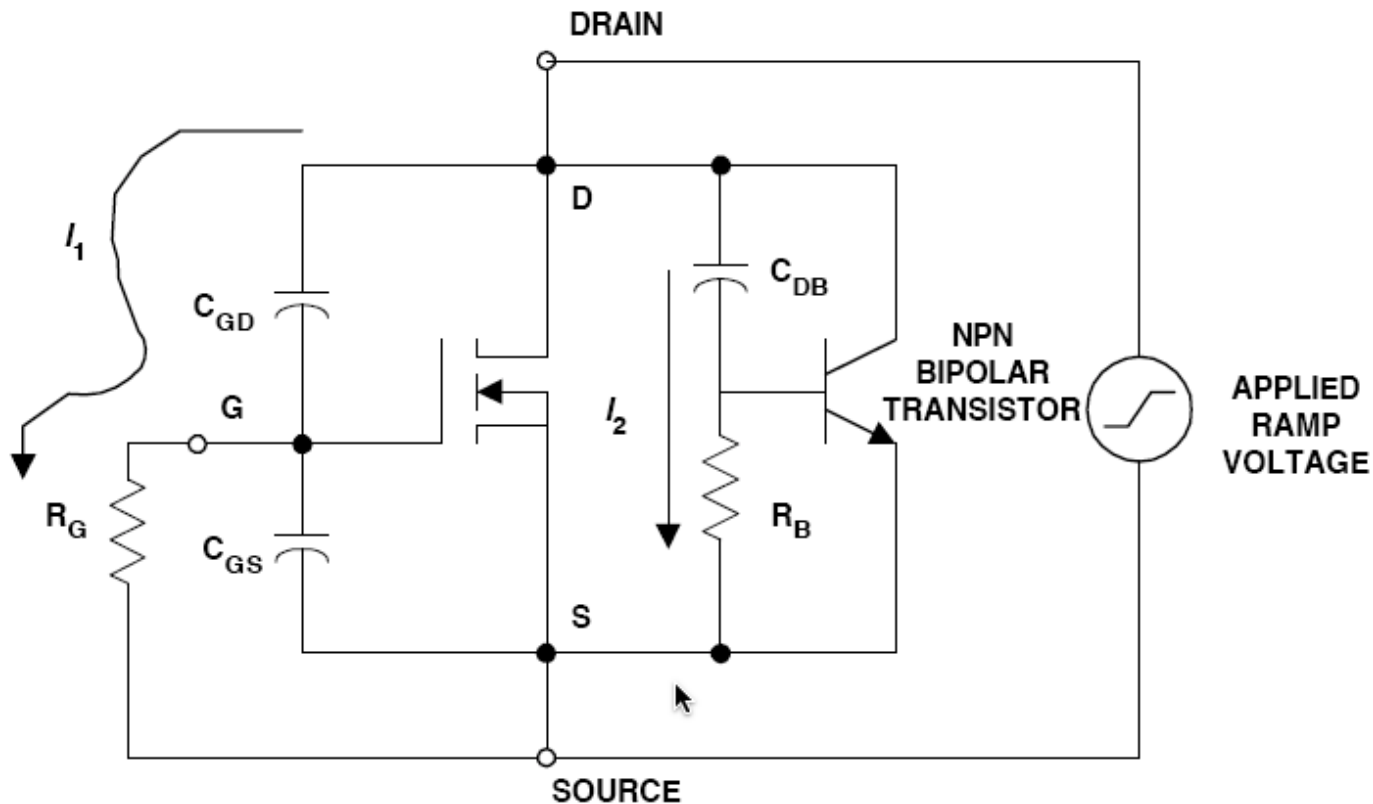 DRAIN
D
I1
CGD
CDB
NPN
BIPOLAR
TRANSISTOR
G
I2
APPLIED
RAMP
VOLTAGE
RG
CGS
RB
S
SOURCE